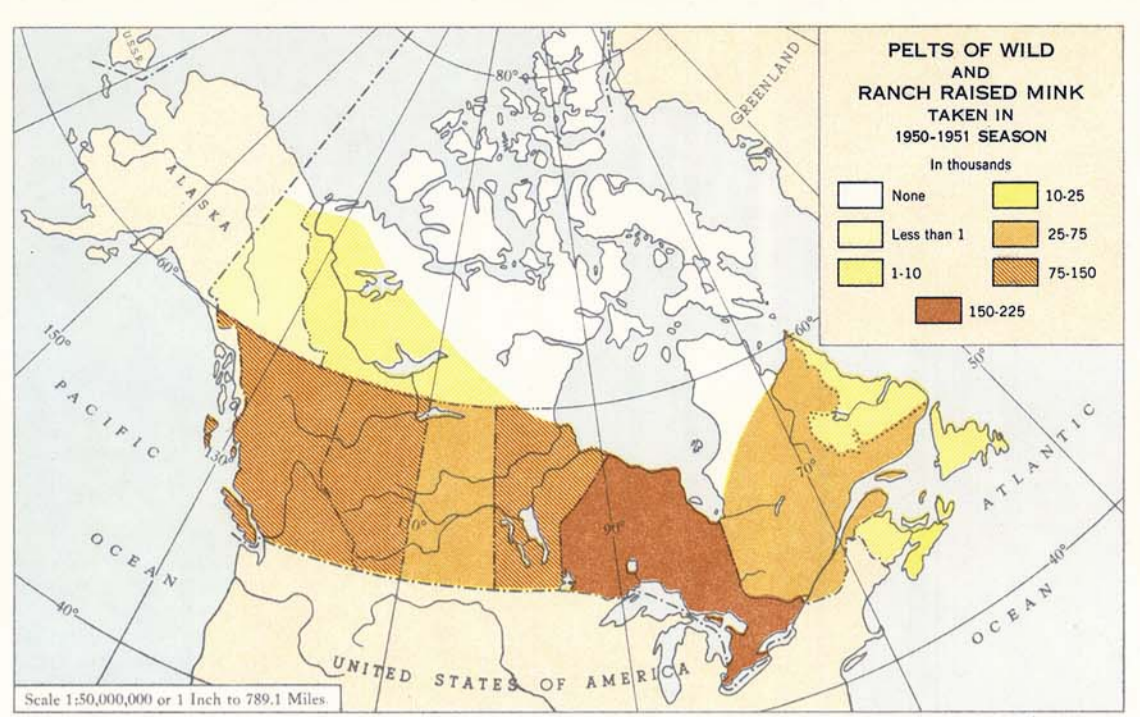 PELTS OF WILD
AND
RANCH RAISED MINK
TAKEN IN
1950-1951 SEASON
In thousands
None
10-25
Less than 1
25-75
1-10
75-150
150-225
USSR
80°
GREENLAND
ALASKA
60°
150°
60°
50°
PACIFIC
OCEAN
130°
70°
ATLANTIC
OCEAN
110°
90°
40°
40°
UNITED STATES OF AMERICA
Scale 1:50,000,000 or 1 Inch to 789.1 Miles